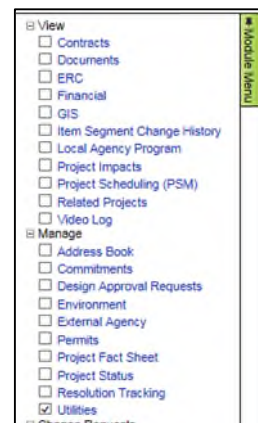 View
Contracts
Documents
ERC
Financial
GIS
Item Segment Change History
Local Agency Program
Project Impacts
Project Scheduling (PSM)
Related Projects
Video Log
Manage
Address Book
Commitments
Design Approval Requests
Environment
External Agency
Permits
Project Fact Sheet
Project Status
Resolution Tracking
Utilities
Change Requests
Module Menu